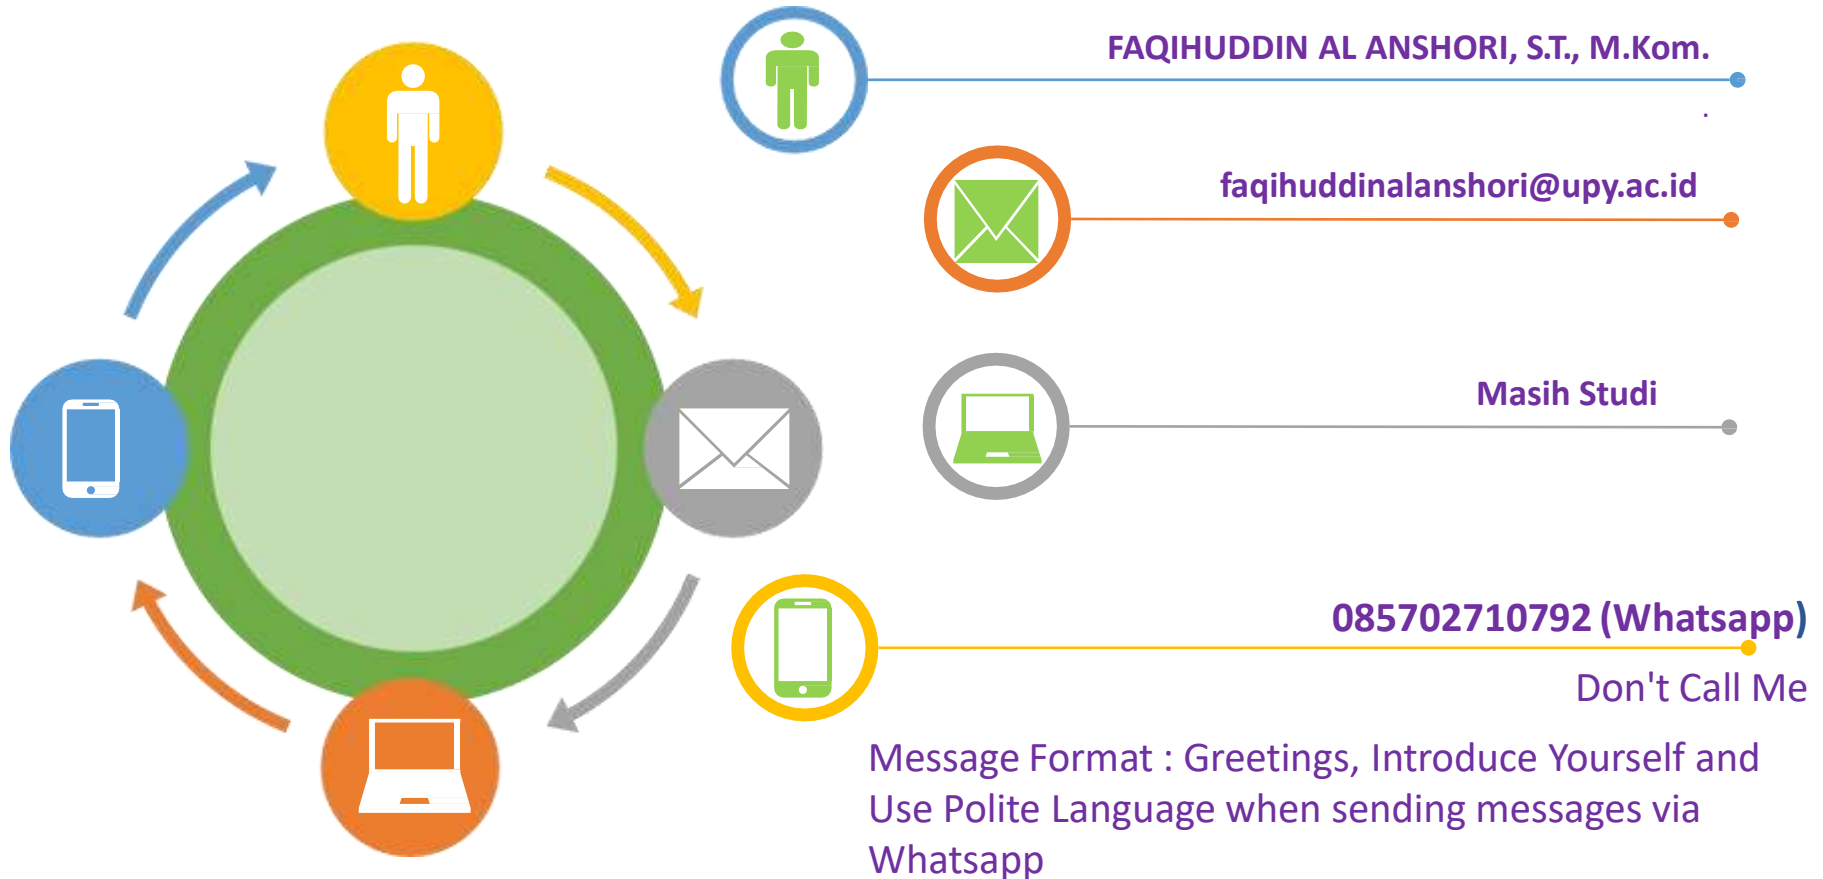 FAQIHUDDIN AL ANSHORI, S.T., M.Kom.
.
faqihuddinalanshori@upy.ac.id
Masih Studi
085702710792 (Whatsapp)
Don't Call Me
Message Format : Greetings, Introduce Yourself and
Use Polite Language when sending messages via
Whatsapp